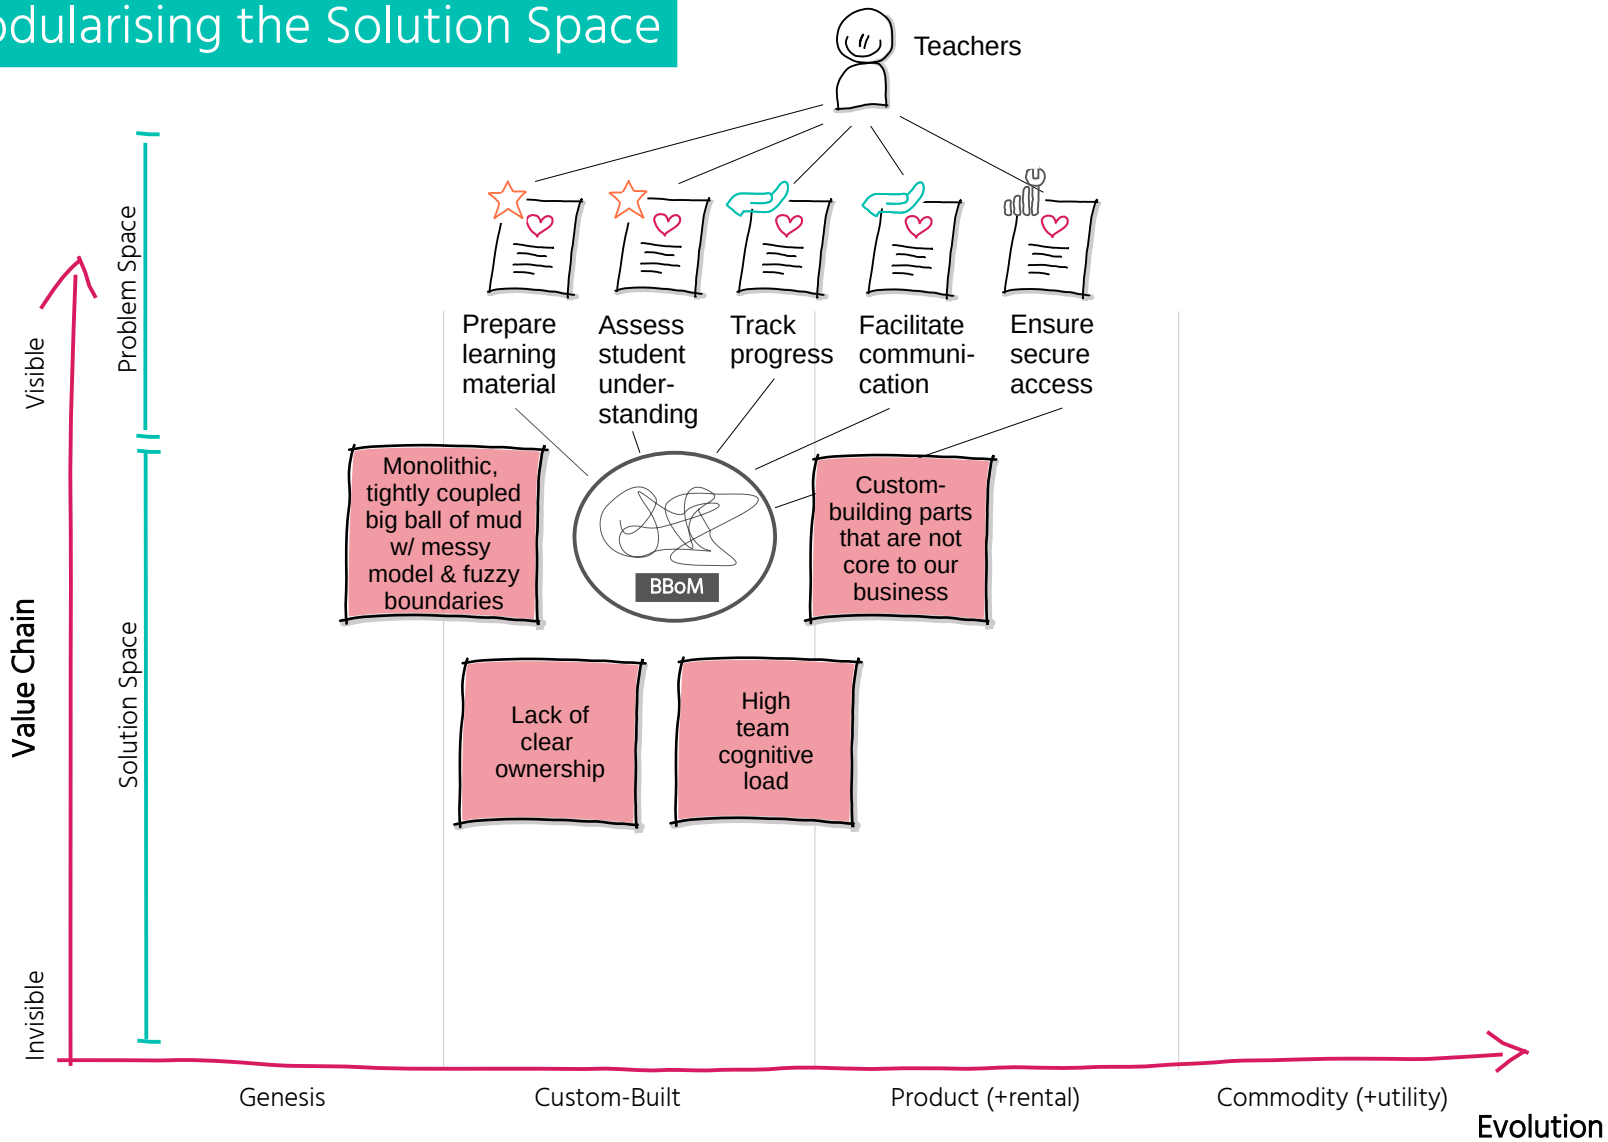 odularising the Solution Space
Teachers
Problem Space
Visible
Prepare
learning
material
Assess
student
under-
standing
Track
progress
Facilitate
communi-
cation
Ensure
secure
access
Monolithic,
tightly coupled
big ball of mud
w/ messy
model & fuzzy
boundaries
BBoM
Custom-
building parts
that are not
core to our
business
Value Chain
Solution Space
Lack of
clear
ownership
High
team
cognitive
load
Invisible
Genesis
Custom-Built
Product (+rental)
Commodity (+utility)
Evolution